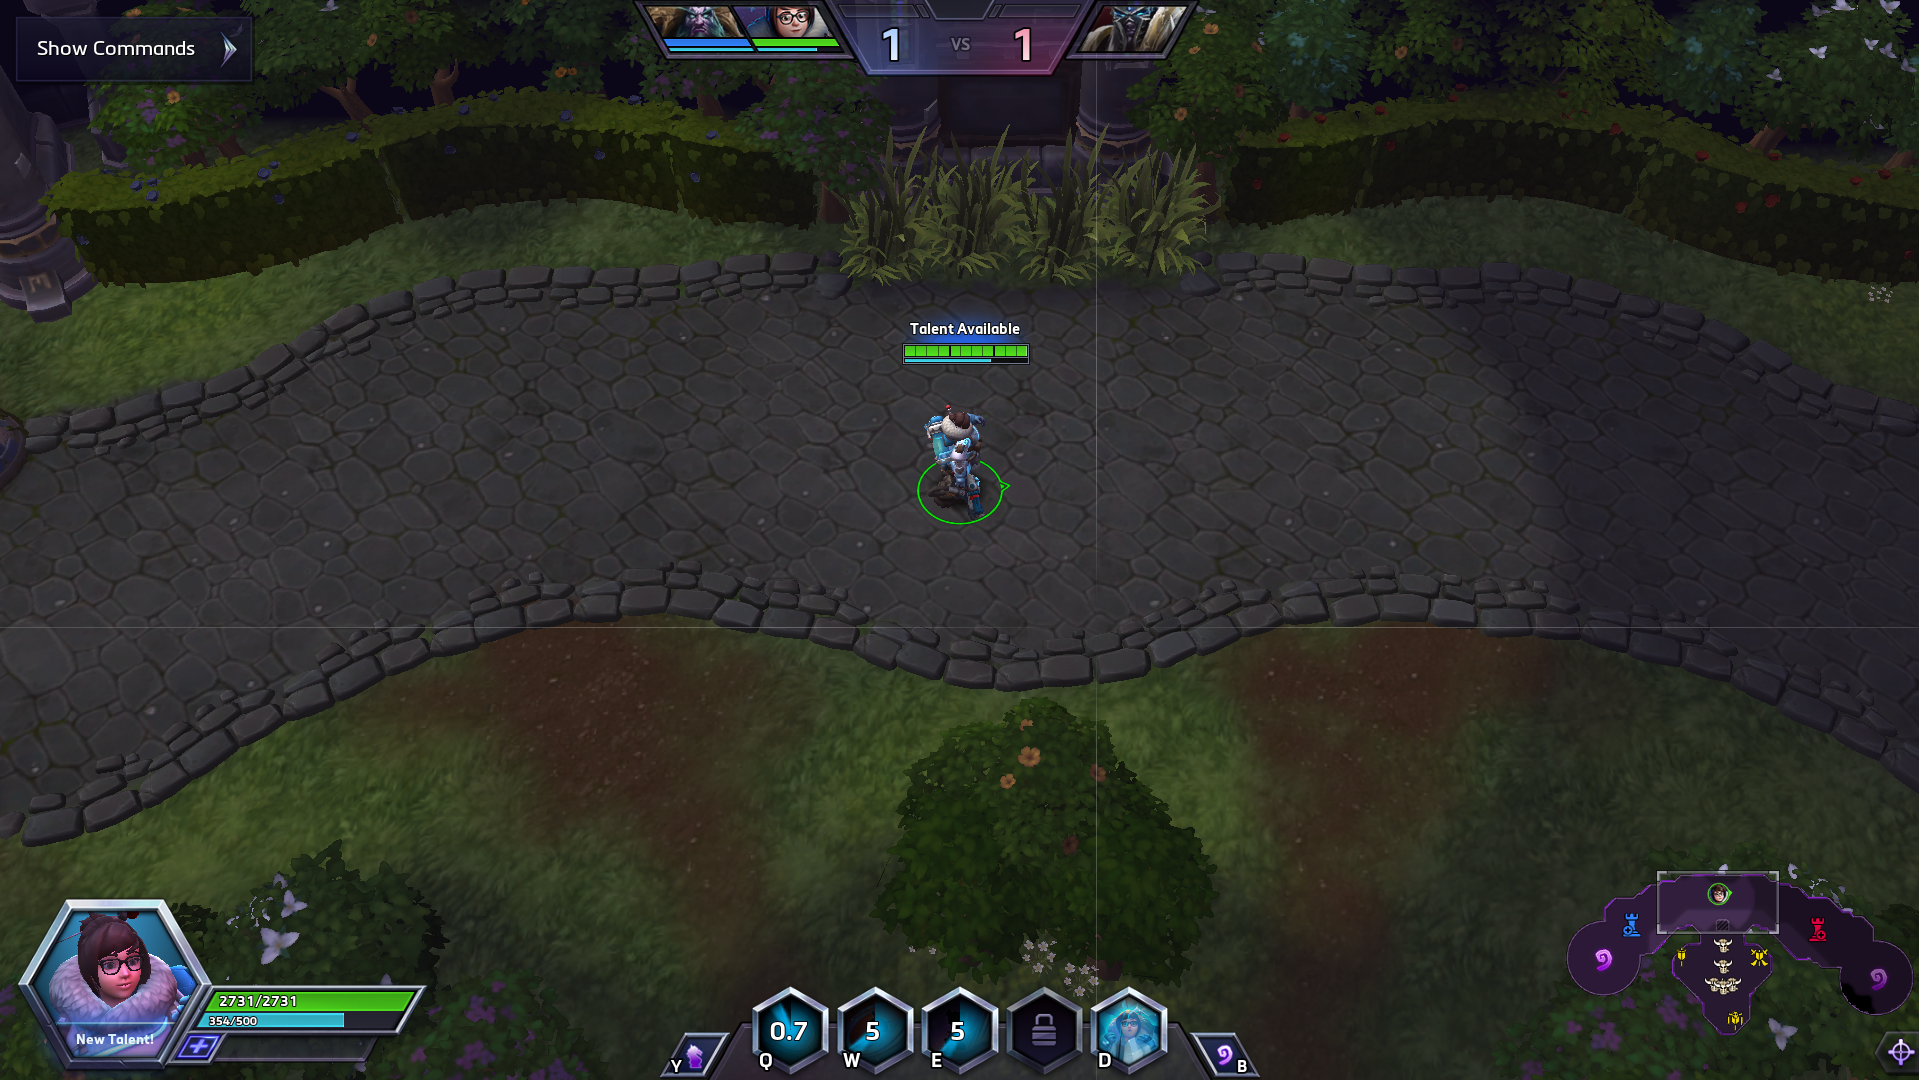 Show Commands
1 VS 1
Talent Available
2731/2731
354/500
New Talent!
Y
0.7
Q
5
W
5
E
D
B